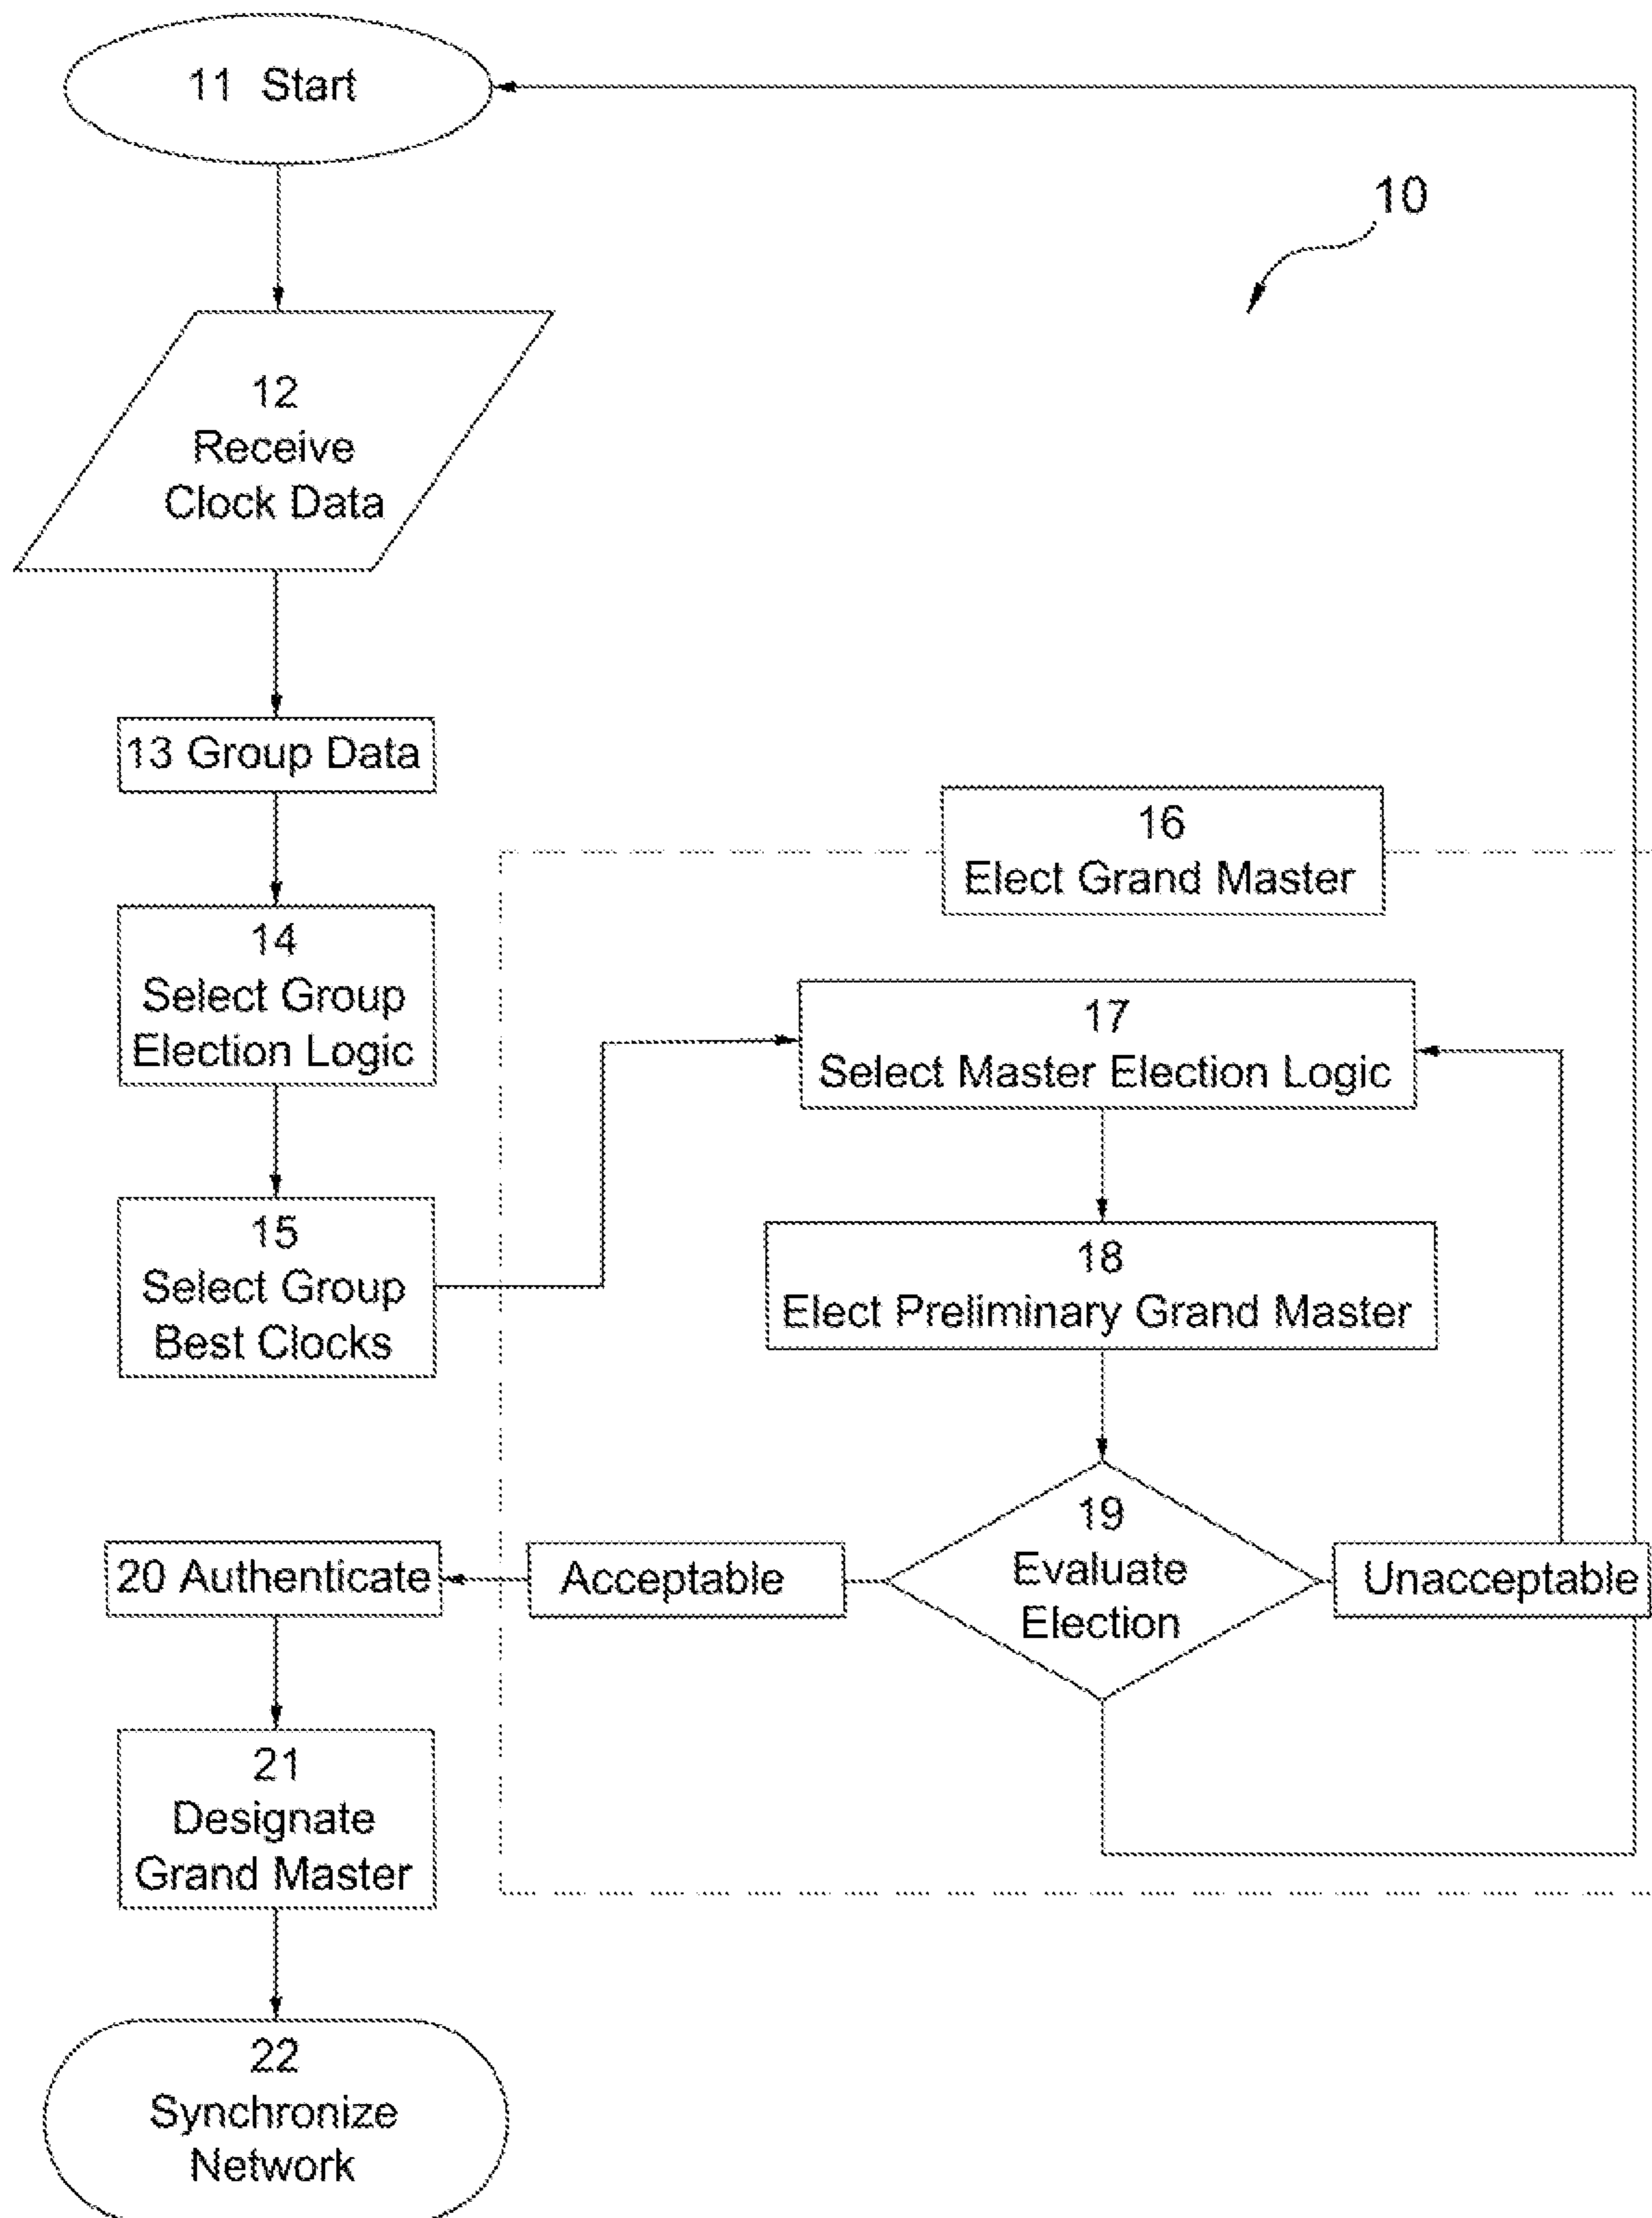 11 Start
10
12
Receive
Clock Data
13 Group Data
16
Elect Grand Master
14
Select Group
Election Logic
17
Select Master Election Logic
15
Select Group
Best Clocks
18
Elect Preliminary Grand Master
19
Evaluate
Election
Acceptable
Unacceptable
20 Authenticate
21
Designate
Grand Master
22
Synchronize
Network